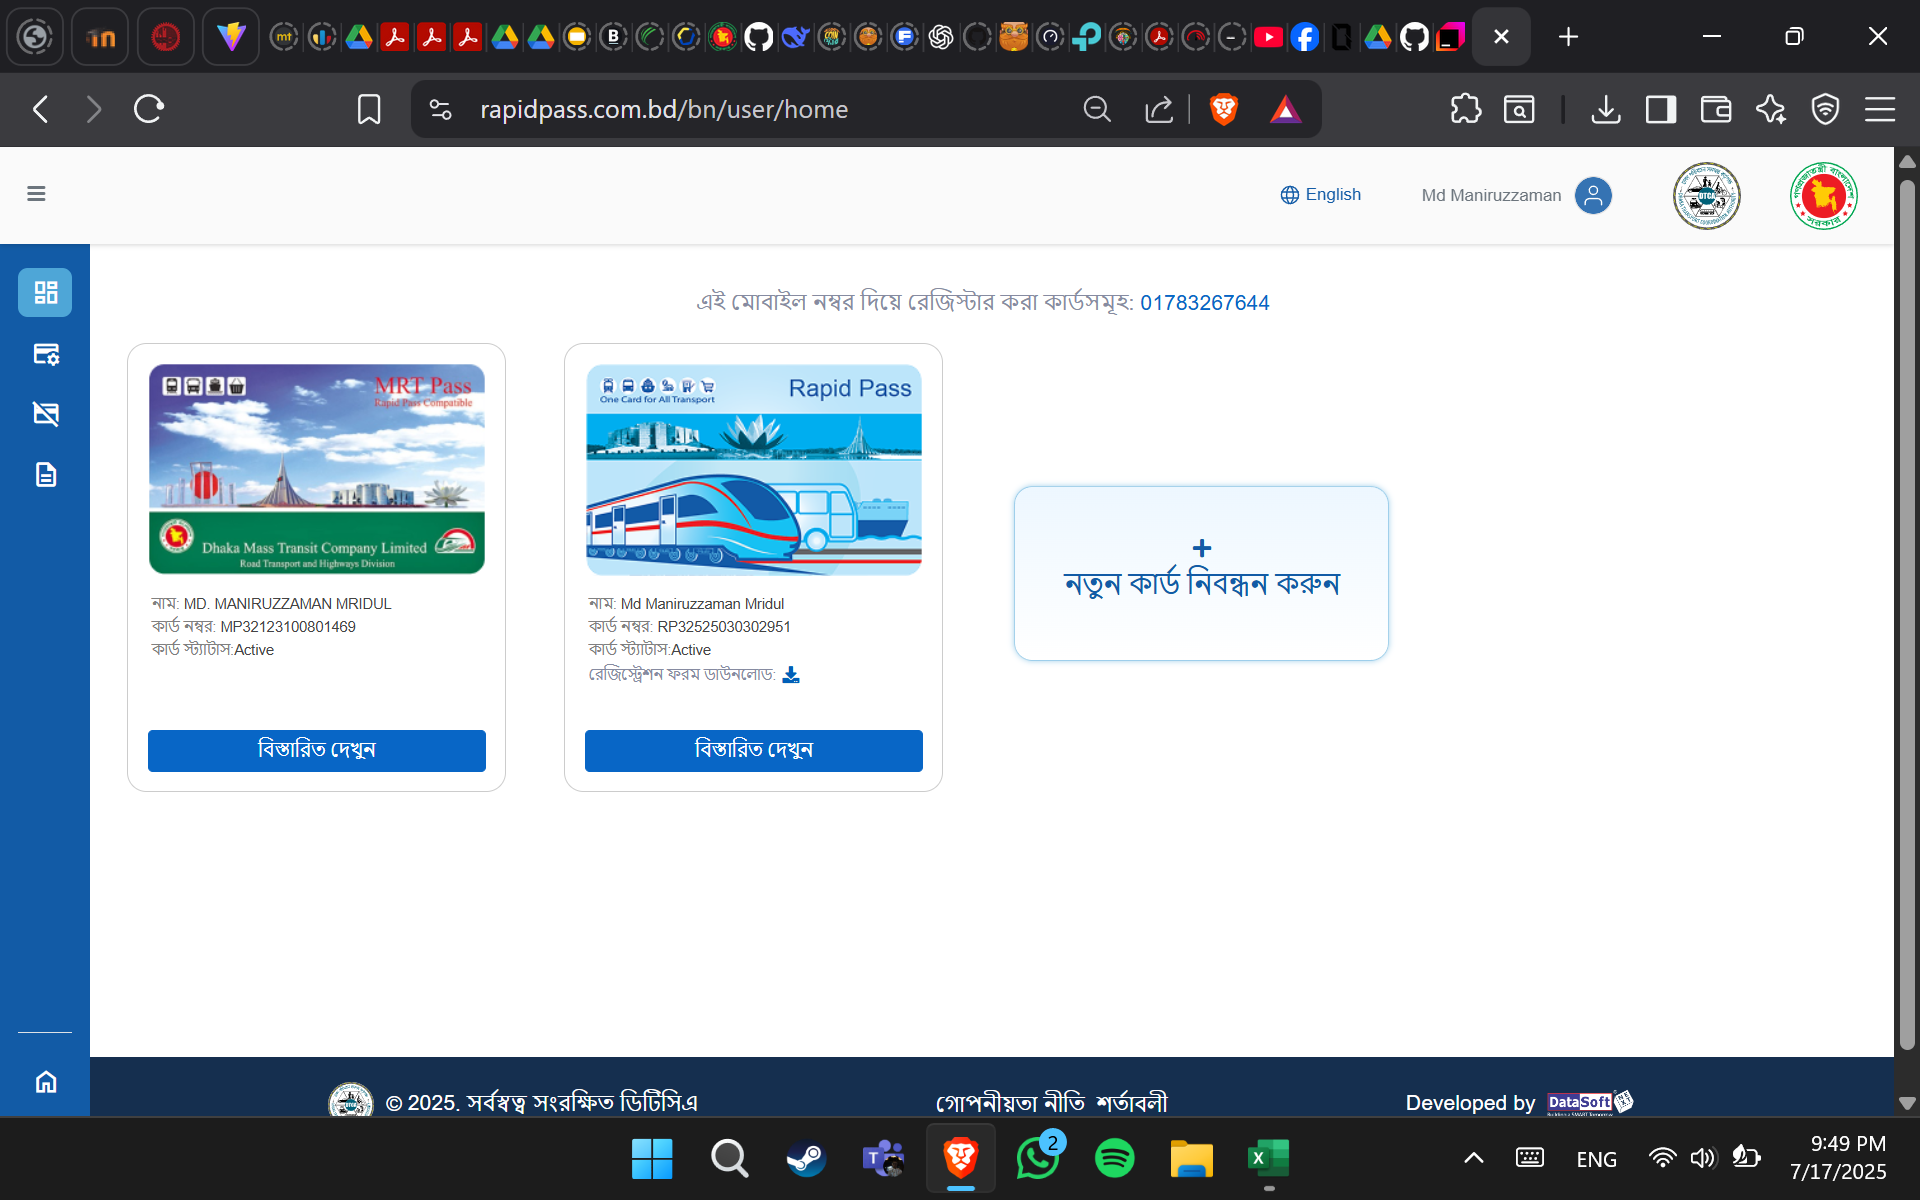 rapidpass.com.bd/bn/user/home
English
Md Maniruzzaman
এই মোবাইল নম্বর দিয়ে রেজিস্টার করা কার্ডসমূহ: 01783267644
MRT Pass
Rapid Pass Compatible
Dhaka Mass Transit Company Limited
Road Transport and Highways Division
নাম: MD. MANIRUZZAMAN MRIDUL
কার্ড নম্বর: MP32123100801469
কার্ড স্ট্যাটাস:Active
বিস্তারিত দেখুন
One Card for All Transport
Rapid Pass
নাম: Md Maniruzzaman Mridul
কার্ড নম্বর: RP32525030302951
কার্ড স্ট্যাটাস:Active
রেজিস্ট্রেশন ফরম ডাউনলোড:
বিস্তারিত দেখুন
+
নতুন কার্ড নিবন্ধন করুন
© 2025. সর্বস্বত্ব সংরক্ষিত ডিটিসিএ
গোপনীয়তা নীতি শর্তাবলী
Developed by DataSoft
2
ENG
9:49 PM
7/17/2025